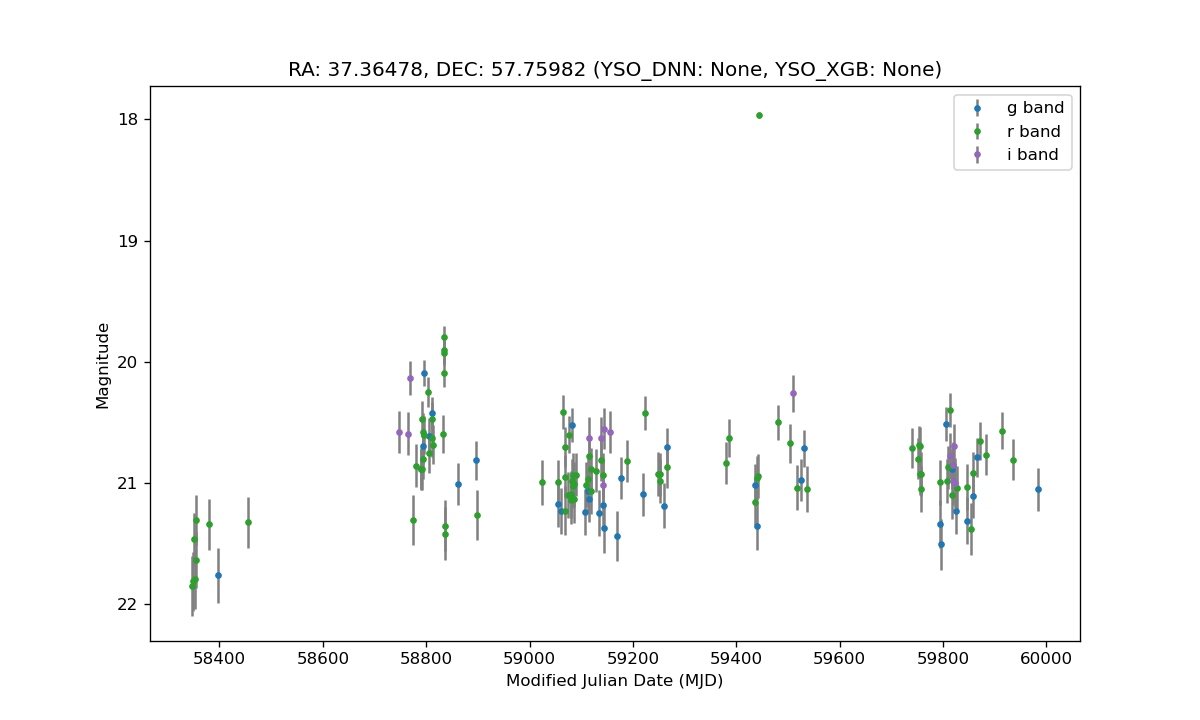 RA: 37.36478, DEC: 57.75982 (YSO_DNN: None, YSO_XGB: None)
g band
r band
i band
18
19
20
21
22
Magnitude
58400 58600 58800 59000 59200 59400 59600 59800 60000
Modified Julian Date (MJD)